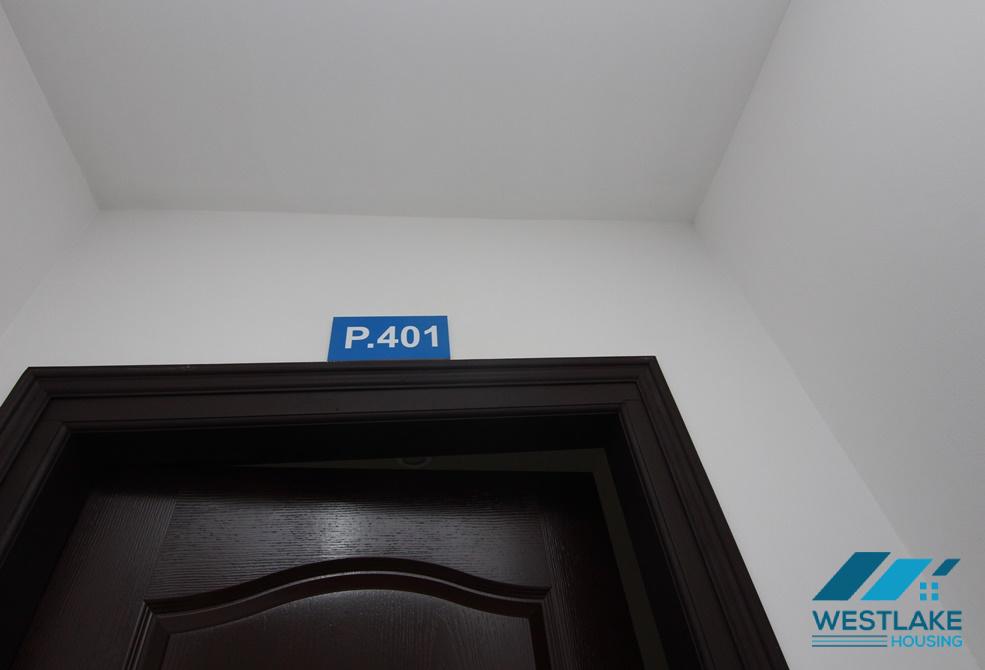 P.401
WESTLAKE
HOUSING